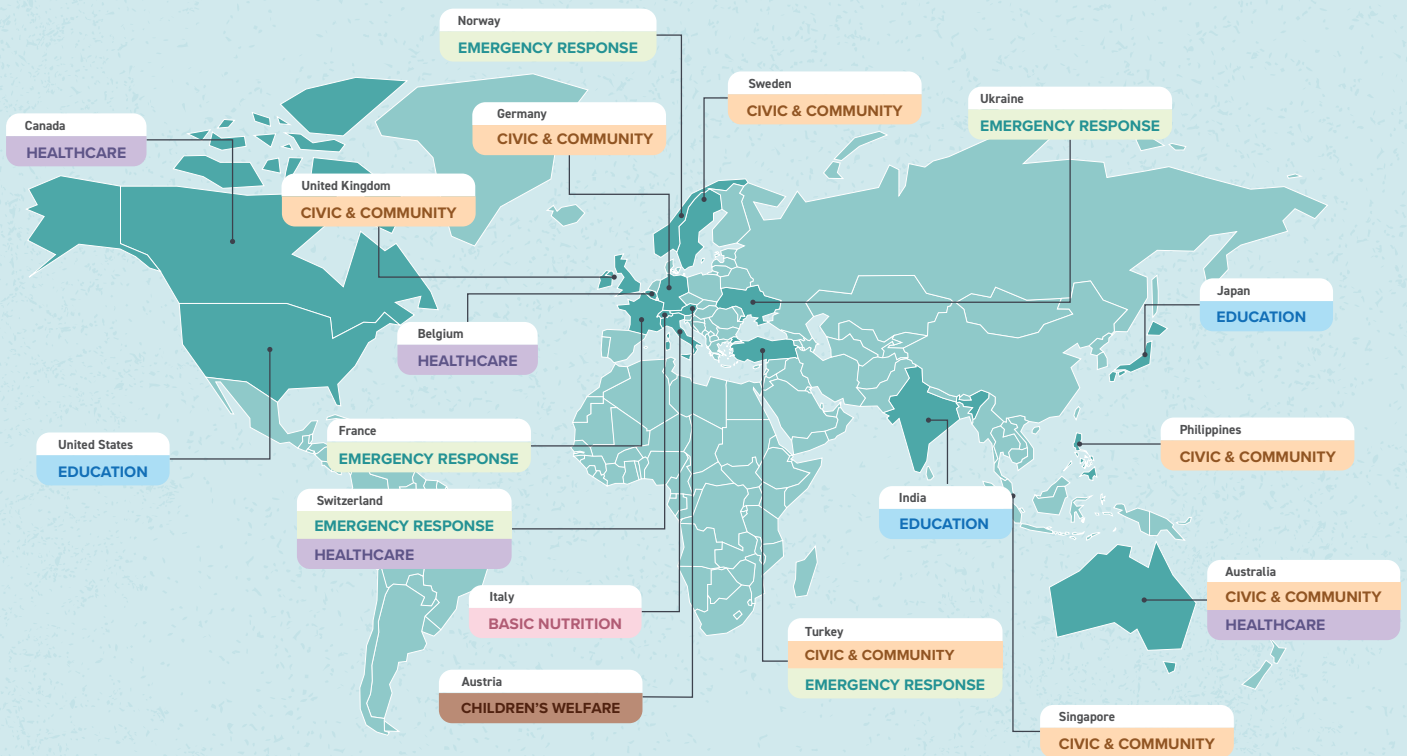 Norway
EMERGENCY RESPONSE
Sweden
CIVIC & COMMUNITY
Ukraine
EMERGENCY RESPONSE
Germany
CIVIC & COMMUNITY
Canada
HEALTHCARE
United Kingdom
CIVIC & COMMUNITY
Japan
EDUCATION
Belgium
HEALTHCARE
United States
EDUCATION
France
EMERGENCY RESPONSE
Philippines
CIVIC & COMMUNITY
Switzerland
EMERGENCY RESPONSE
HEALTHCARE
India
EDUCATION
Australia
CIVIC & COMMUNITY
HEALTHCARE
Italy
BASIC NUTRITION
Turkey
CIVIC & COMMUNITY
EMERGENCY RESPONSE
Austria
CHILDREN’S WELFARE
Singapore
CIVIC & COMMUNITY